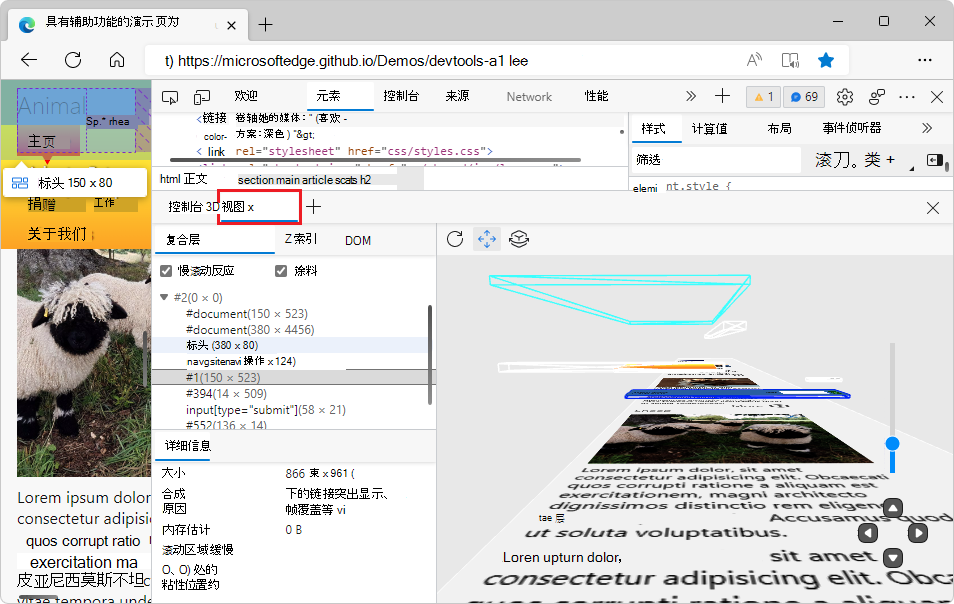 具有辅助功能的演示页为
t) https://microsoftedge.github.io/Demos/devtools-a1 lee
Animal
Sp.* rhea
主页
标头 150 x 80
捐赠
工作
关于我们
Lorem ipsum dolor
consectetur adipisic
quos corrupt ratio
exercitation ma
皮亚尼西莫斯不坦c
vitae tempora unde
欢迎
元素
控制台
来源
Network
性能
1
69
<链接 卷轴她的媒体:“ (喜欢 -
color- 方案:深色 ) "&gt;
< link rel="stylesheet" href="css/styles.css">
html 正文
section main article scats h2
样式
计算值
布局
事件侦听器
筛选
滚刀。类 +
elemi nt.style {
控制台 3D视图 x
复合层
Z 索引
DOM
慢滚动反应
涂料
#2(0 × 0)
#document(150 × 523)
#document(380 × 4456)
标头 (380 x 80)
navgsitenavi 操作 x 124)
#1(150 × 523)
#394(14 × 509)
input[type="submit"](58 × 21)
#552(136 × 14)
详细信息
大小 866 束 x 961 (
合成
原因
下的链接突出显示、
帧覆盖等 vi
内存估计 0 B
滚动区域缓慢
O、O) 处的
粘性位置约
Lorem ipsum dolor, sit amet
consectetur adipisicing elit. Obcaecati
quos corrupti ratione a aliquam est
exercitationem, magni architecto
dignissimos distinctio rem eligend
tae 层
Accusamus quod
ut soluta voluptatibus.
Loren upturn dolor,
sit amet
consectetur adipisicing elit. Obca
quos corrupti ratione a aliquam